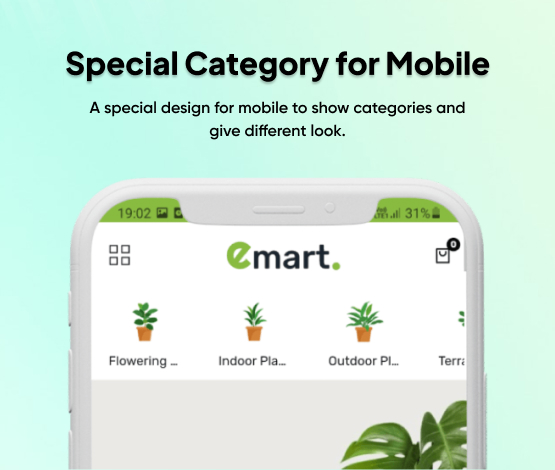 Special Category for Mobile
A special design for mobile to show categories and
give different look.
19:02 31%
emart. 0
Flowering ... Indoor Pla... Outdoor Pl... Terra